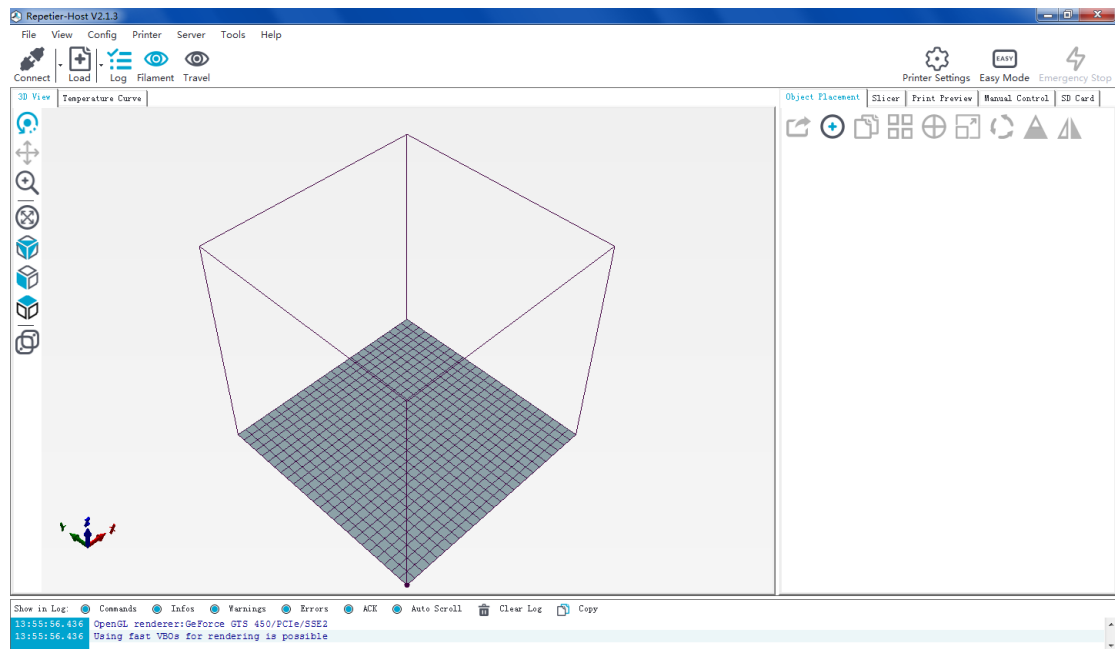 Repetier-Host V2.1.3
File View Config Printer Server Tools Help
Connect Load Log Filament Travel Printer Settings EASY Easy Mode Emergency Stop
3D View Temperature Curve Object Placement Slicer Print Preview Manual Control SD Card
Y Z X
Show in Log: Commands Infos Warnings Errors ACK Auto Scroll Clear Log Copy
13:55:56.436 OpenGL renderer:GeForce GTS 450/PCIe/SSE2
13:55:56.436 Using fast VBOs for rendering is possible